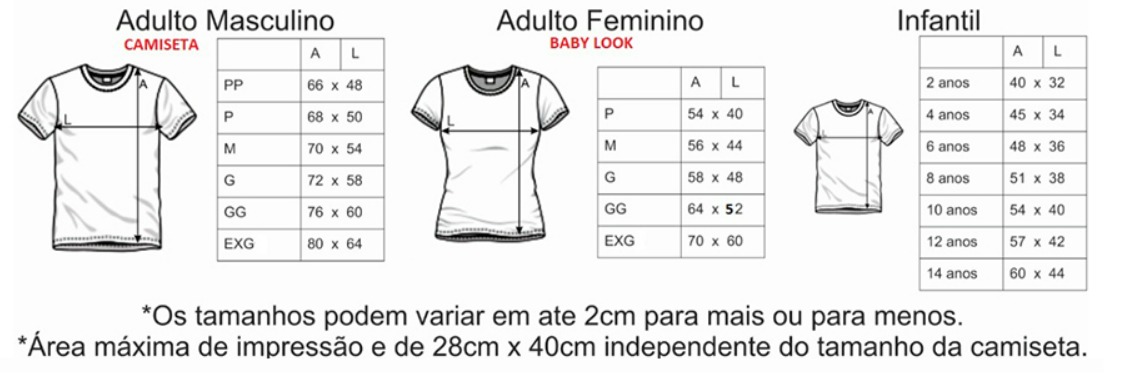 Adulto Masculino
CAMISETA
A L
PP 66 x 48
P 68 x 50
M 70 x 54
G 72 x 58
GG 76 x 60
EXG 80 x 64
A
L
Adulto Feminino
BABY LOOK
A L
P 54 x 40
M 56 x 44
G 58 x 48
GG 64 x 52
EXG 70 x 60
A
L
Infantil
A L
2 anos 40 x 32
4 anos 45 x 34
6 anos 48 x 36
8 anos 51 x 38
10 anos 54 x 40
12 anos 57 x 42
14 anos 60 x 44
A
L
*Os tamanhos podem variar em ate 2cm para mais ou para menos.
*Área máxima de impressão e de 28cm x 40cm independente do tamanho da camiseta.